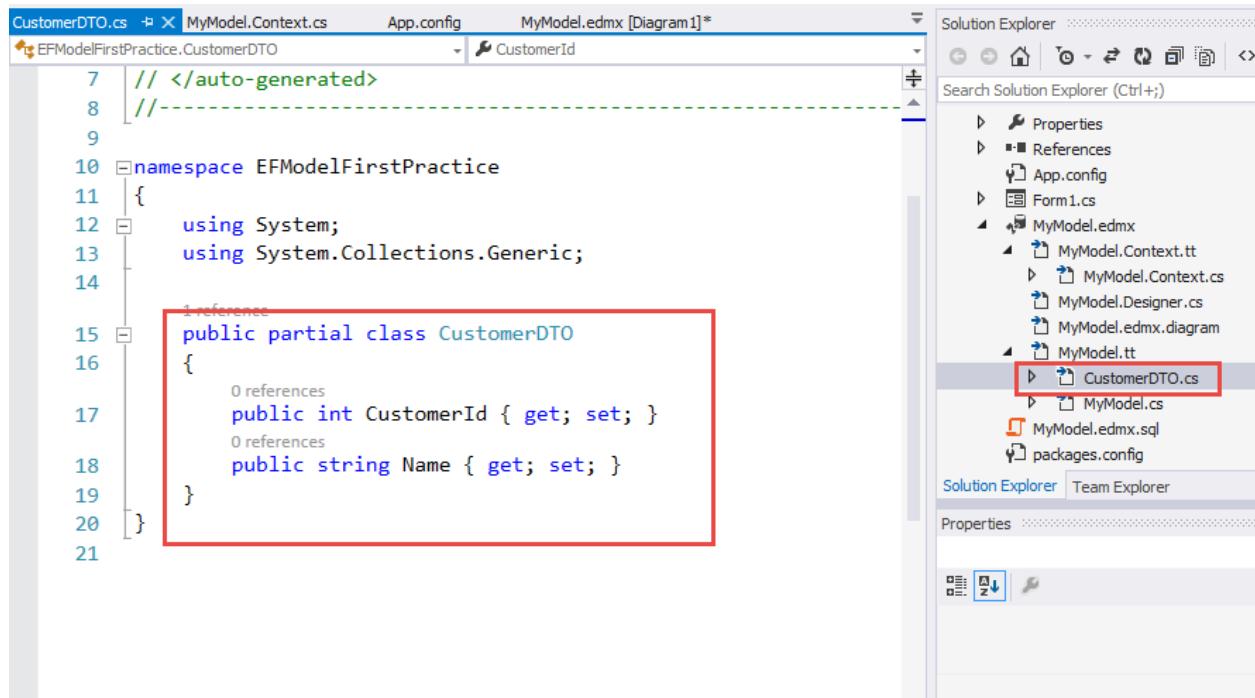 CustomerDTO.cs MyModel.Context.cs App.config MyModel.edmx [Diagram1]*
EFModelFirstPractice.CustomerDTO CustomerId
7 // </auto-generated>
8 //------------------------------------------------------------------------------
9
10 namespace EFModelFirstPractice
11 {
12 using System;
13 using System.Collections.Generic;
14
1 reference
15 public partial class CustomerDTO
16 {
0 references
17 public int CustomerId { get; set; }
0 references
18 public string Name { get; set; }
19 }
20 }
21
Solution Explorer
Search Solution Explorer (Ctrl+;)
Properties
References
App.config
Form1.cs
MyModel.edmx
MyModel.Context.tt
MyModel.Context.cs
MyModel.Designer.cs
MyModel.edmx.diagram
MyModel.tt
CustomerDTO.cs
MyModel.cs
MyModel.edmx.sql
packages.config
Solution Explorer Team Explorer
Properties